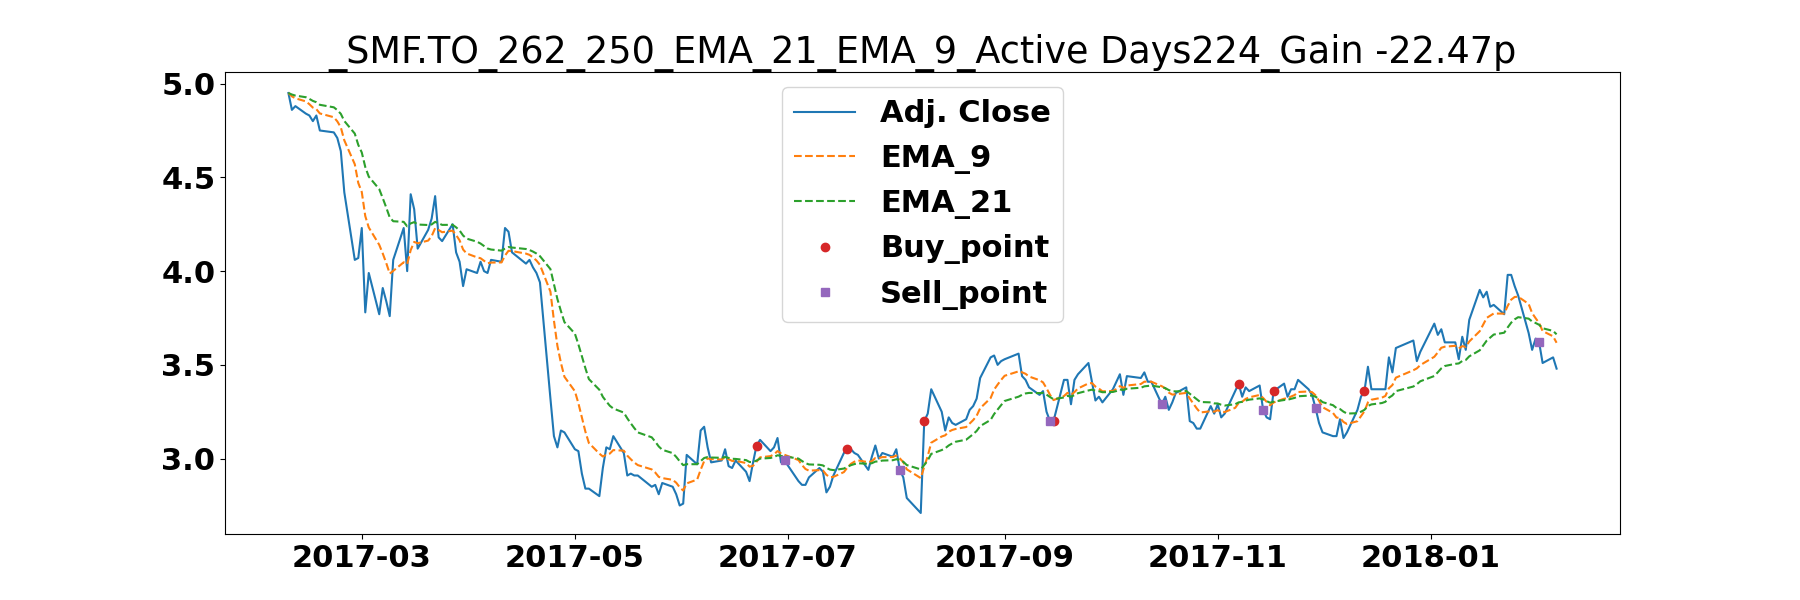 _SMF.TO_262_250_EMA_21_EMA_9_Active Days224_Gain -22.47p
5.0
4.5
4.0
3.5
3.0
Adj. Close
EMA_9
EMA_21
Buy_point
Sell_point
2017-03 2017-05 2017-07 2017-09 2017-11 2018-01